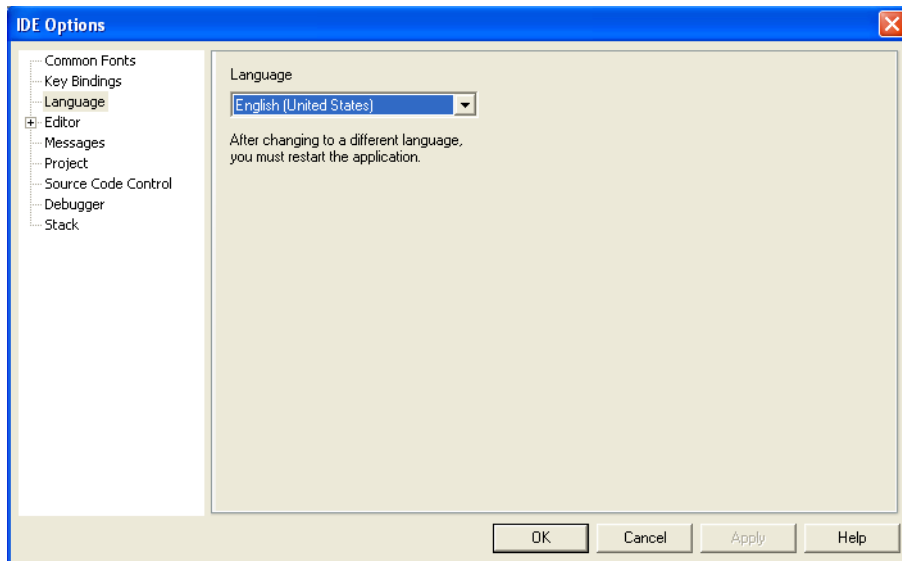 IDE Options
Common Fonts
Key Bindings
Language
Editor
Messages
Project
Source Code Control
Debugger
Stack
Language
English (United States)
After changing to a different language,
you must restart the application.
OK
Cancel
Apply
Help